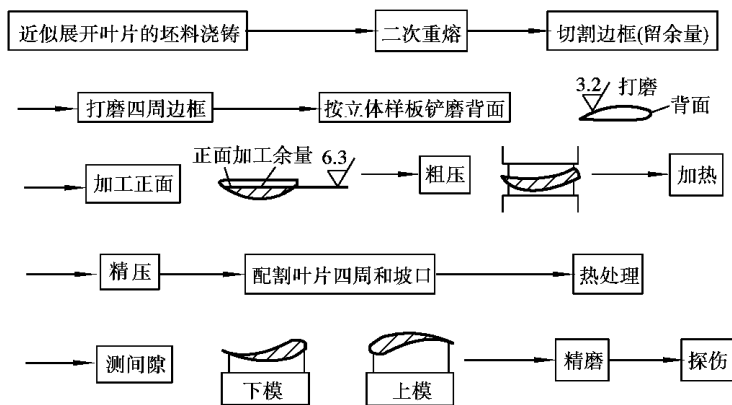 近似展开叶片的坯料浇铸 二次重熔 切割边框(留余量)
打磨四周边框 按立体样板铲磨背面 3.2 打磨 背面
加工正面 正面加工余量 6.3 粗压 加热
精压 配割叶片四周和坡口 热处理
测间隙 下模 上模 精磨 探伤